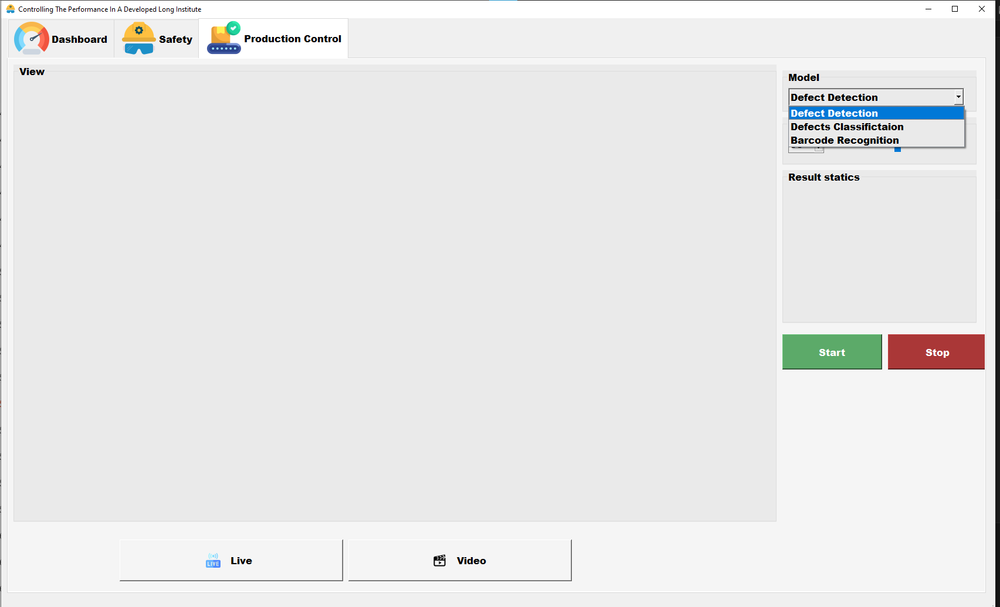 Controlling The Performance In A Developed Long Institute
Dashboard
Safety
Production Control
View
Model
Defect Detection
Defect Detection
Defects Classifictaion
Barcode Recognition
Result statics
Start
Stop
LIVE
Live
Video